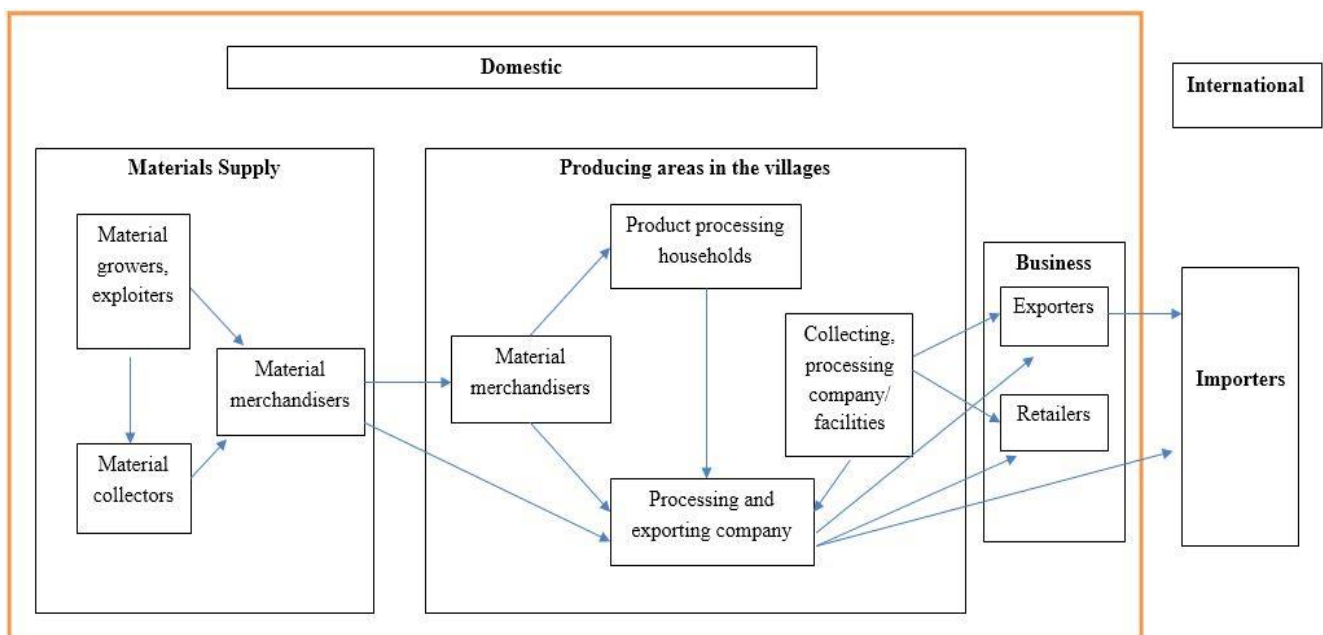 Domestic
International
Materials Supply
Material
growers,
exploiters
Material
merchandisers
Material
collectors
Producing areas in the villages
Product processing
households
Material
merchandisers
Collecting,
processing
company/
facilities
Processing and
exporting company
Business
Exporters
Retailers
Importers